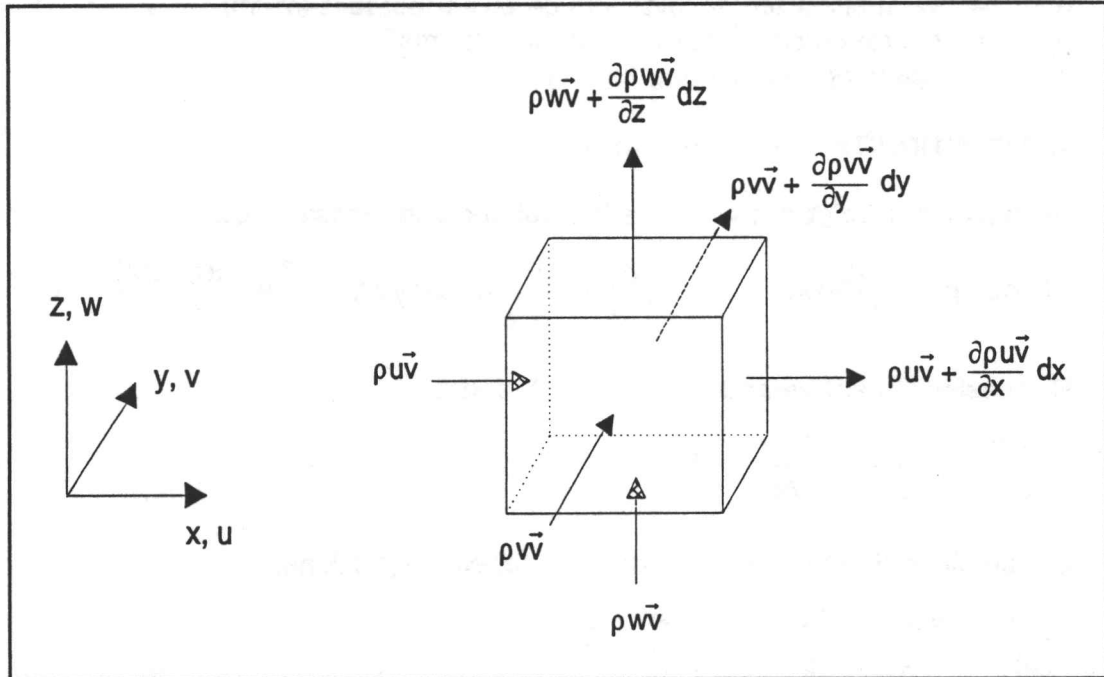 ρwv⃗ + ∂ρwv⃗/∂z dz
ρvv⃗ + ∂ρvv⃗/∂y dy
z, w
y, v
ρuv⃗
ρuv⃗ + ∂ρuv⃗/∂x dx
x, u
ρvv⃗
ρwv⃗